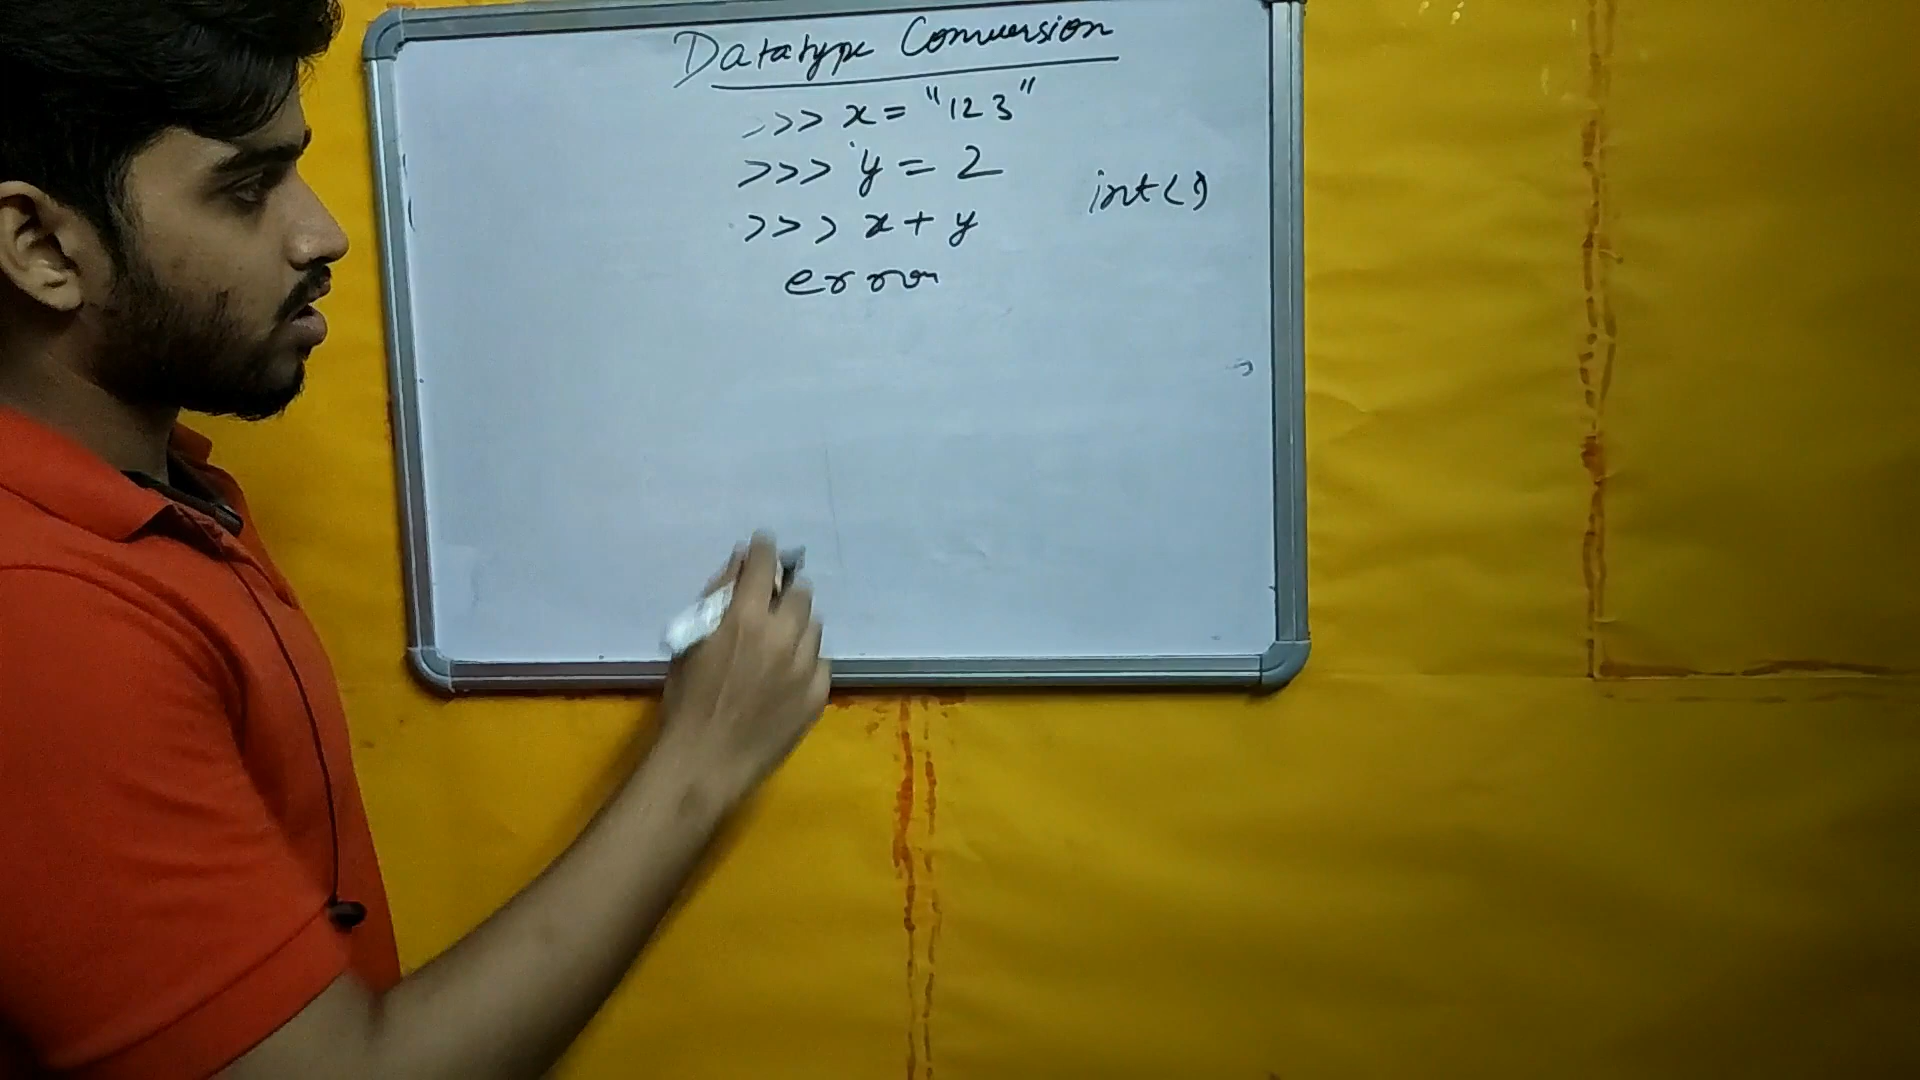 Datatype Conversion
>>> x = "123"
>>> y = 2
int()
>>> x + y
error